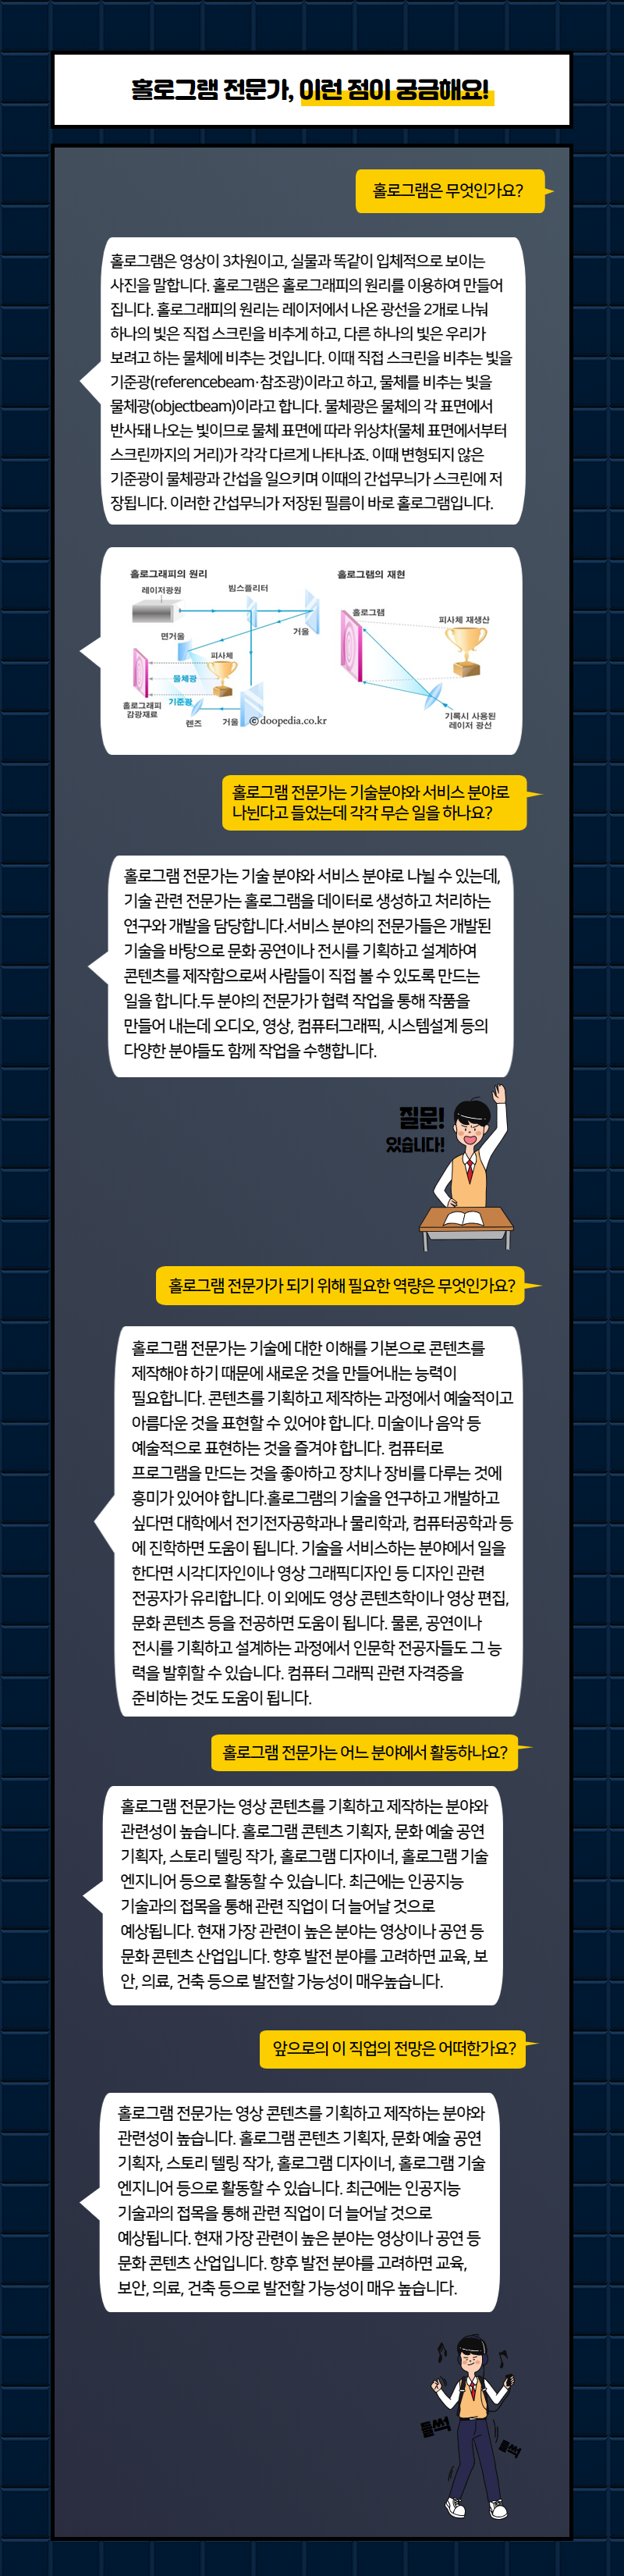 홀로그램 전문가, 이런 점이 궁금해요!
홀로그램은 무엇인가요?
홀로그램은 영상이 3차원이고, 실물과 똑같이 입체적으로 보이는
사진을 말합니다. 홀로그램은 홀로그래피의 원리를 이용하여 만들어
집니다. 홀로그래피의 원리는 레이저에서 나온 광선을 2개로 나눠
하나의 빛은 직접 스크린을 비추게 하고, 다른 하나의 빛은 우리가
보려고 하는 물체에 비추는 것입니다. 이때 직접 스크린을 비추는 빛을
기준광(referencebeam·참조광)이라고 하고, 물체를 비추는 빛을
물체광(objectbeam)이라고 합니다. 물체광은 물체의 각 표면에서
반사돼 나오는 빛이므로 물체 표면에 따라 위상차(물체 표면에서부터
스크린까지의 거리)가 각각 다르게 나타나죠. 이때 변형되지 않은
기준광이 물체광과 간섭을 일으키며 이때의 간섭무늬가 스크린에 저
장됩니다. 이러한 간섭무늬가 저장된 필름이 바로 홀로그램입니다.
홀로그래피의 원리
레이저광원
빔스플리터
거울
면거울
피사체
물체광
기준광
홀로그래피
감광재료
렌즈
거울
©doopedia.co.kr
홀로그램의 재현
홀로그램
피사체 재생산
기록시 사용된
레이저 광선
홀로그램 전문가는 기술분야와 서비스 분야로
나뉜다고 들었는데 각각 무슨 일을 하나요?
홀로그램 전문가는 기술 분야와 서비스 분야로 나뉠 수 있는데,
기술 관련 전문가는 홀로그램을 데이터로 생성하고 처리하는
연구와 개발을 담당합니다.서비스 분야의 전문가들은 개발된
기술을 바탕으로 문화 공연이나 전시를 기획하고 설계하여
콘텐츠를 제작함으로써 사람들이 직접 볼 수 있도록 만드는
일을 합니다.두 분야의 전문가가 협력 작업을 통해 작품을
만들어 내는데 오디오, 영상, 컴퓨터그래픽, 시스템설계 등의
다양한 분야들도 함께 작업을 수행합니다.
질문!
있습니다!
홀로그램 전문가가 되기 위해 필요한 역량은 무엇인가요?
홀로그램 전문가는 기술에 대한 이해를 기본으로 콘텐츠를
제작해야 하기 때문에 새로운 것을 만들어내는 능력이
필요합니다. 콘텐츠를 기획하고 제작하는 과정에서 예술적이고
아름다운 것을 표현할 수 있어야 합니다. 미술이나 음악 등
예술적으로 표현하는 것을 즐겨야 합니다. 컴퓨터로
프로그램을 만드는 것을 좋아하고 장치나 장비를 다루는 것에
흥미가 있어야 합니다.홀로그램의 기술을 연구하고 개발하고
싶다면 대학에서 전기전자공학과나 물리학과, 컴퓨터공학과 등
에 진학하면 도움이 됩니다. 기술을 서비스하는 분야에서 일을
한다면 시각디자인이나 영상 그래픽디자인 등 디자인 관련
전공자가 유리합니다. 이 외에도 영상 콘텐츠학이나 영상 편집,
문화 콘텐츠 등을 전공하면 도움이 됩니다. 물론, 공연이나
전시를 기획하고 설계하는 과정에서 인문학 전공자들도 그 능
력을 발휘할 수 있습니다. 컴퓨터 그래픽 관련 자격증을
준비하는 것도 도움이 됩니다.
홀로그램 전문가는 어느 분야에서 활동하나요?
홀로그램 전문가는 영상 콘텐츠를 기획하고 제작하는 분야와
관련성이 높습니다. 홀로그램 콘텐츠 기획자, 문화 예술 공연
기획자, 스토리 텔링 작가, 홀로그램 디자이너, 홀로그램 기술
엔지니어 등으로 활동할 수 있습니다. 최근에는 인공지능
기술과의 접목을 통해 관련 직업이 더 늘어날 것으로
예상됩니다. 현재 가장 관련이 높은 분야는 영상이나 공연 등
문화 콘텐츠 산업입니다. 향후 발전 분야를 고려하면 교육, 보
안, 의료, 건축 등으로 발전할 가능성이 매우높습니다.
앞으로의 이 직업의 전망은 어떠한가요?
홀로그램 전문가는 영상 콘텐츠를 기획하고 제작하는 분야와
관련성이 높습니다. 홀로그램 콘텐츠 기획자, 문화 예술 공연
기획자, 스토리 텔링 작가, 홀로그램 디자이너, 홀로그램 기술
엔지니어 등으로 활동할 수 있습니다. 최근에는 인공지능
기술과의 접목을 통해 관련 직업이 더 늘어날 것으로
예상됩니다. 현재 가장 관련이 높은 분야는 영상이나 공연 등
문화 콘텐츠 산업입니다. 향후 발전 분야를 고려하면 교육,
보안, 의료, 건축 등으로 발전할 가능성이 매우 높습니다.
들썩
들썩